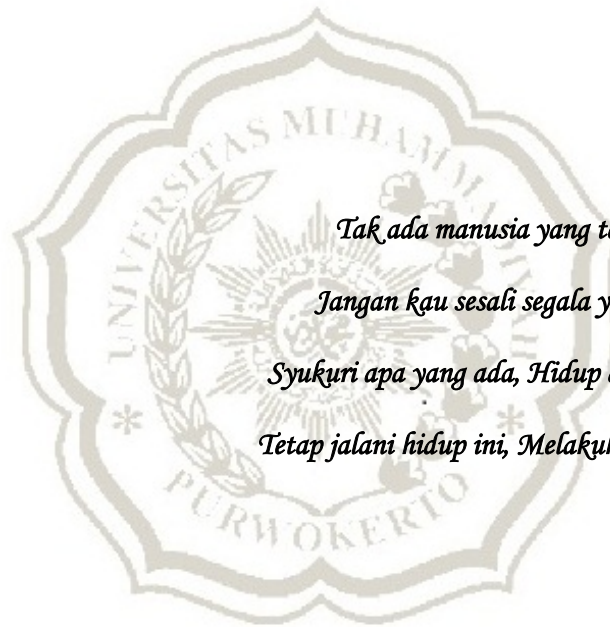 UNIVERSITAS MUHAMMADIYAH
Tak ada manusia yang
Jangan kau sesali segala
Syukuri apa yang ada, Hidup
Tetap jalani hidup ini,
PURWOKERTO